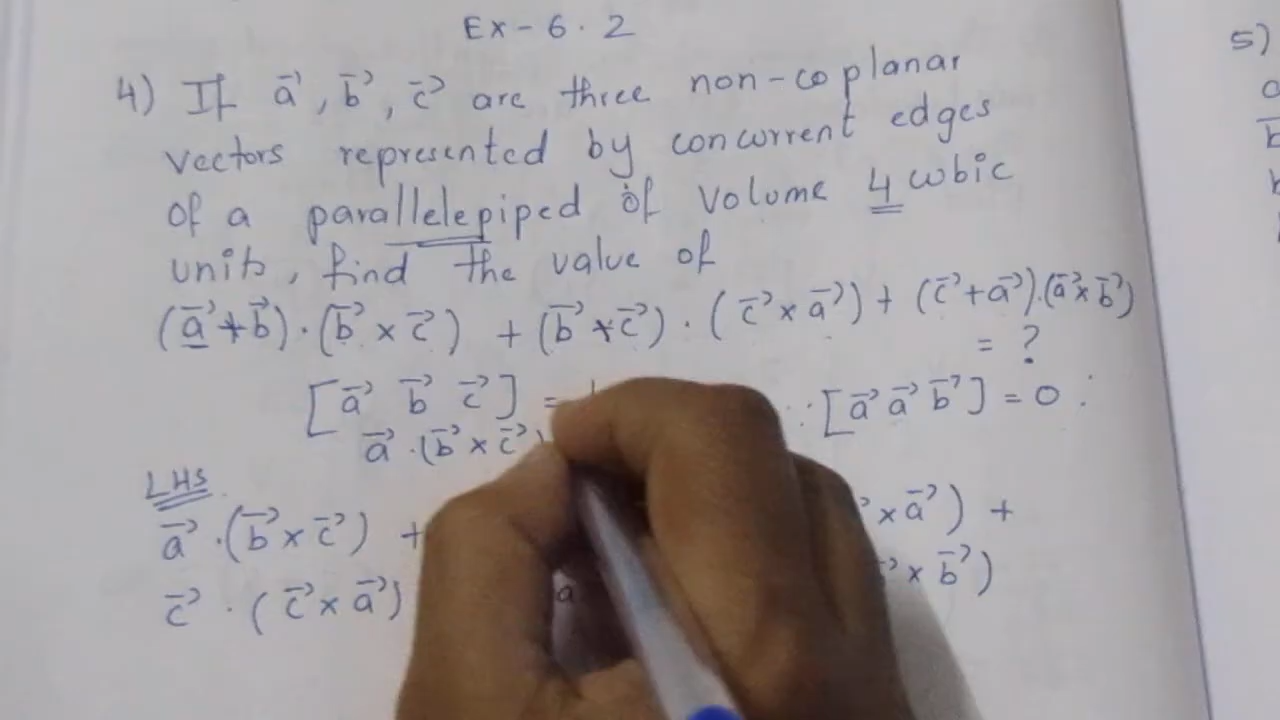 Ex - 6.2
4) If a⃗, b⃗, c⃗ are three non-coplanar
vectors represented by concurrent edges
of a parallelepiped of volume 4 cubic
units, find the value of
(a⃗+b⃗)·(b⃗ × c⃗) + (b⃗+c⃗)·(c⃗×a⃗) + (c⃗+a⃗).(a⃗×b⃗)
= ?
[a⃗ b⃗ c⃗] = ∵ [a⃗ a⃗ b⃗] = 0
a⃗ ·(b⃗ × c⃗)
LHS
a⃗ ·(b⃗ × c⃗) + × a⃗) +
c⃗ · (c⃗ × a⃗) a × b⃗)
5)
a
b